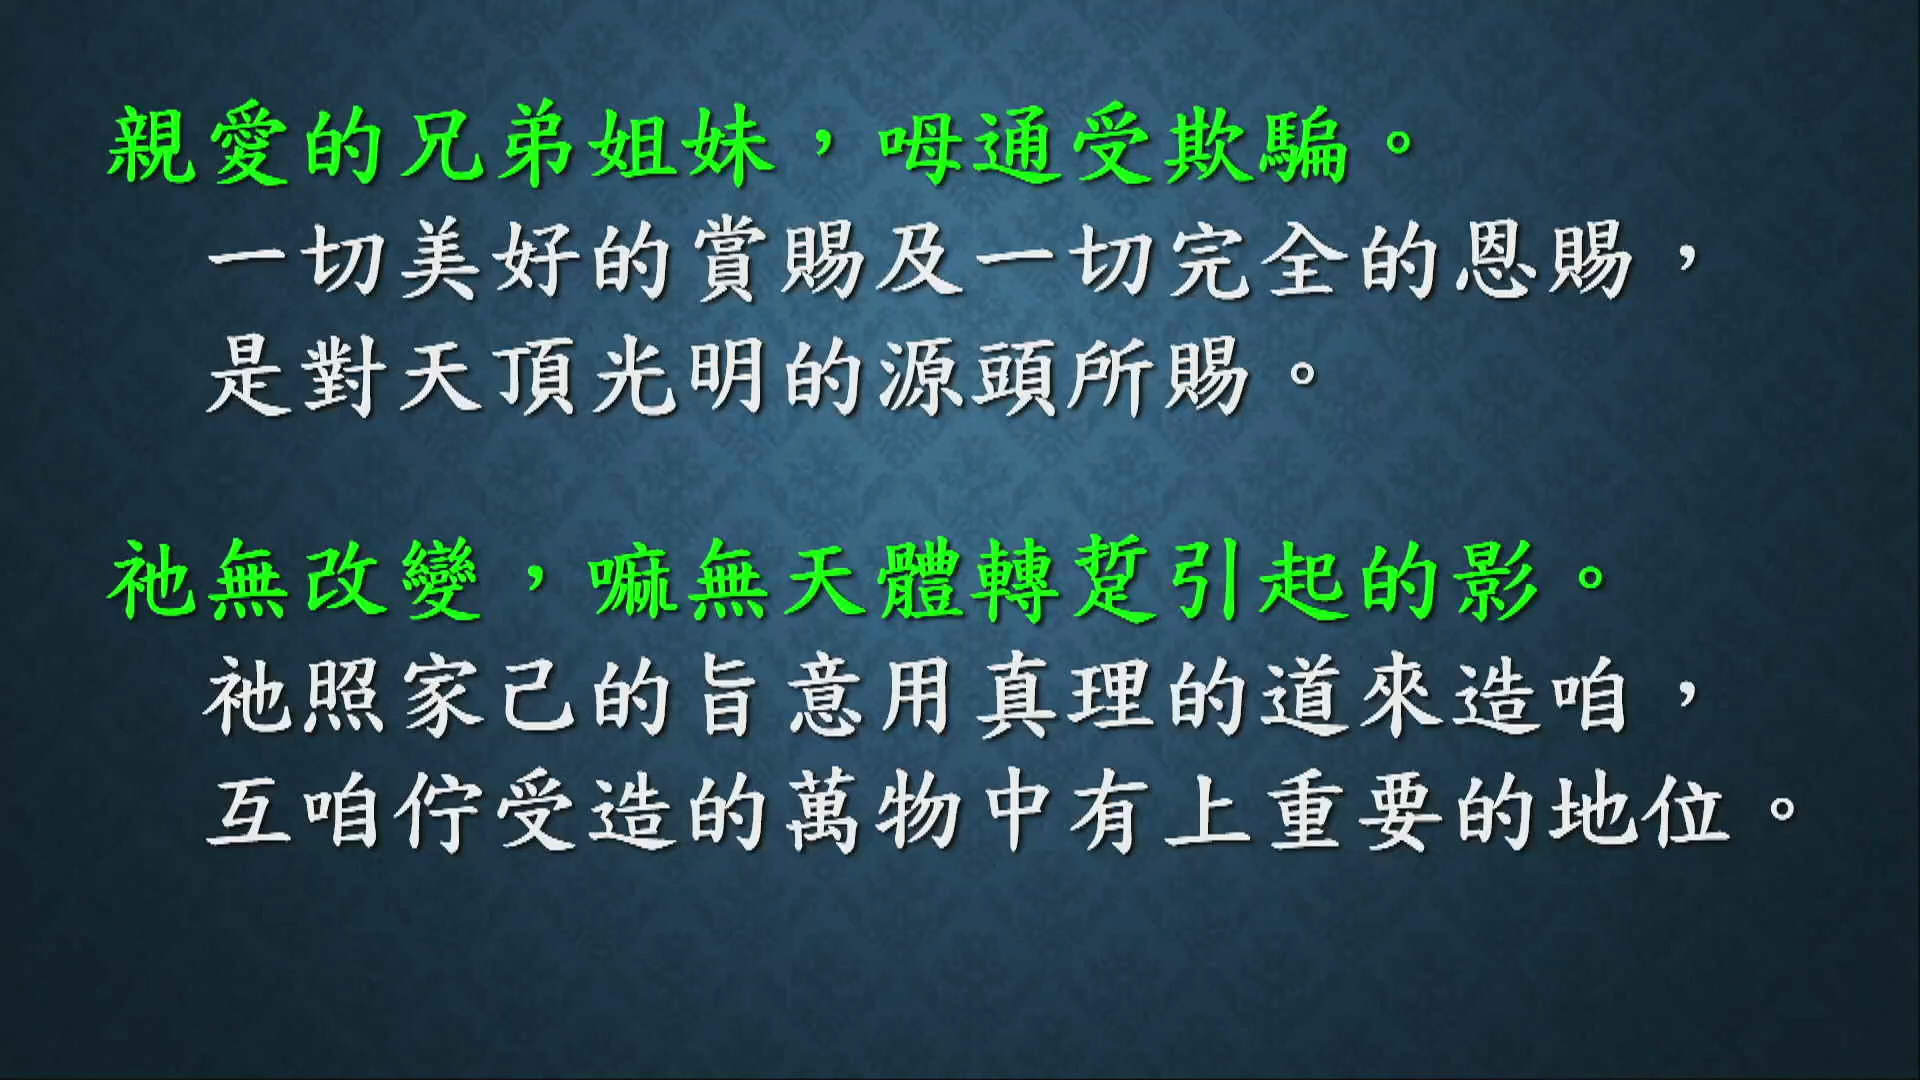 親愛的兄弟姐妹，呣通受欺騙。
一切美好的賞賜及一切完全的恩賜，
是對天頂光明的源頭所賜。
祂無改變，嘛無天體轉踅引起的影。
祂照家己的旨意用真理的道來造咱，
互咱佇受造的萬物中有上重要的地位。